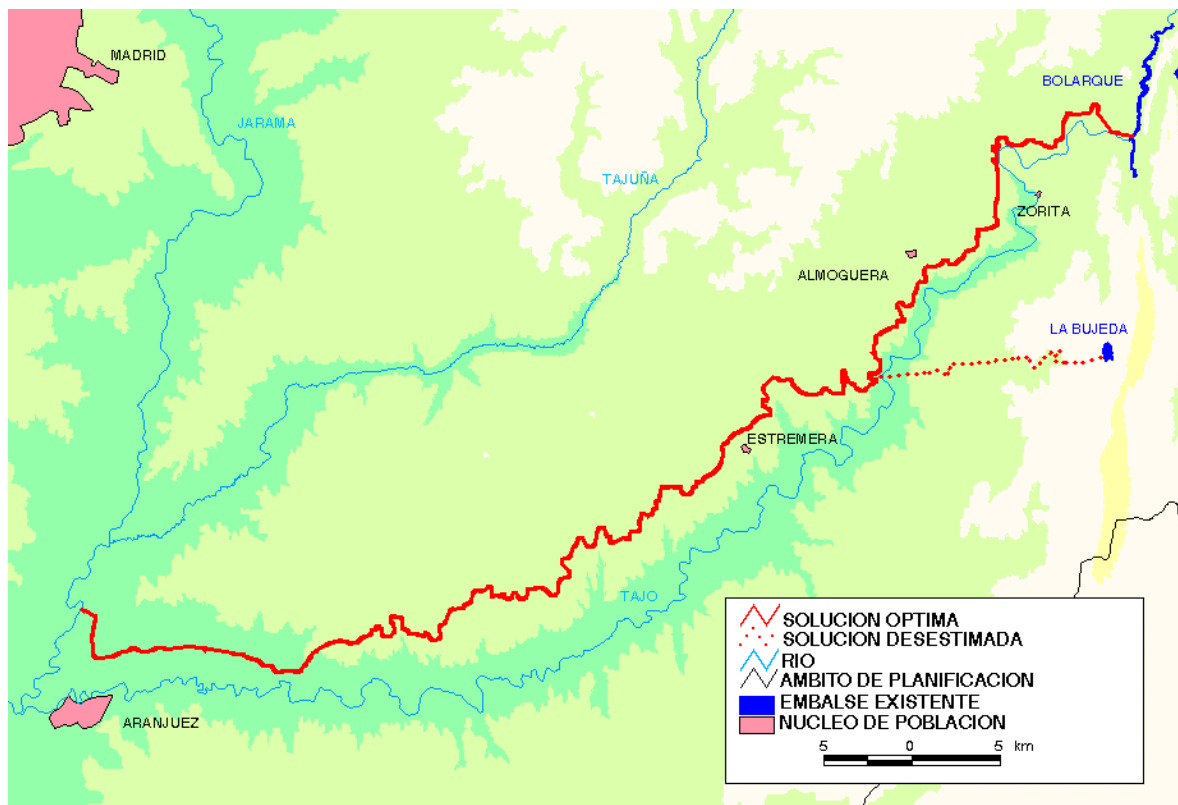 MADRID
BOLARQUE
JARAMA
TAJUÑA
ZORITA
ALMOGUERA
LA BUJEDA
ESTREMERA
TAJO
ARANJUEZ
SOLUCION OPTIMA
SOLUCION DESESTIMADA
RIO
AMBITO DE PLANIFICACION
EMBALSE EXISTENTE
NUCLEO DE POBLACION
5 0 5 km